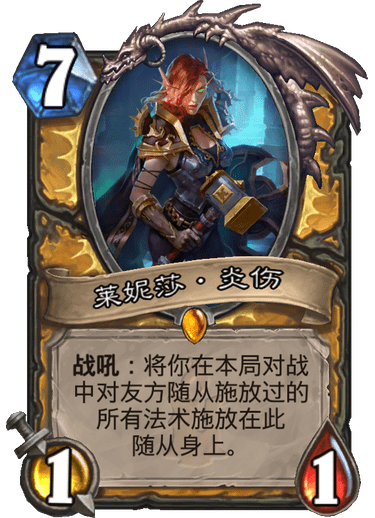 7
莱妮莎·炎伤
战吼：将你在本局对战
中对友方随从施放过的
所有法术施放在此
随从身上。
1
1